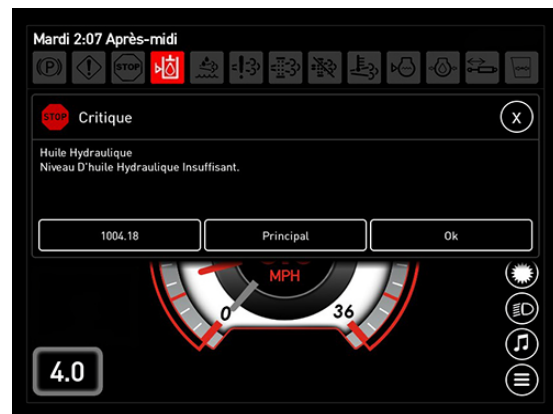 Mardi 2:07 Après-midi
(P)
STOP
STOP Critique
X
Huile Hydraulique
Niveau D'huile Hydraulique Insuffisant.
1004.18 Principal Ok
MPH
0 36
4.0